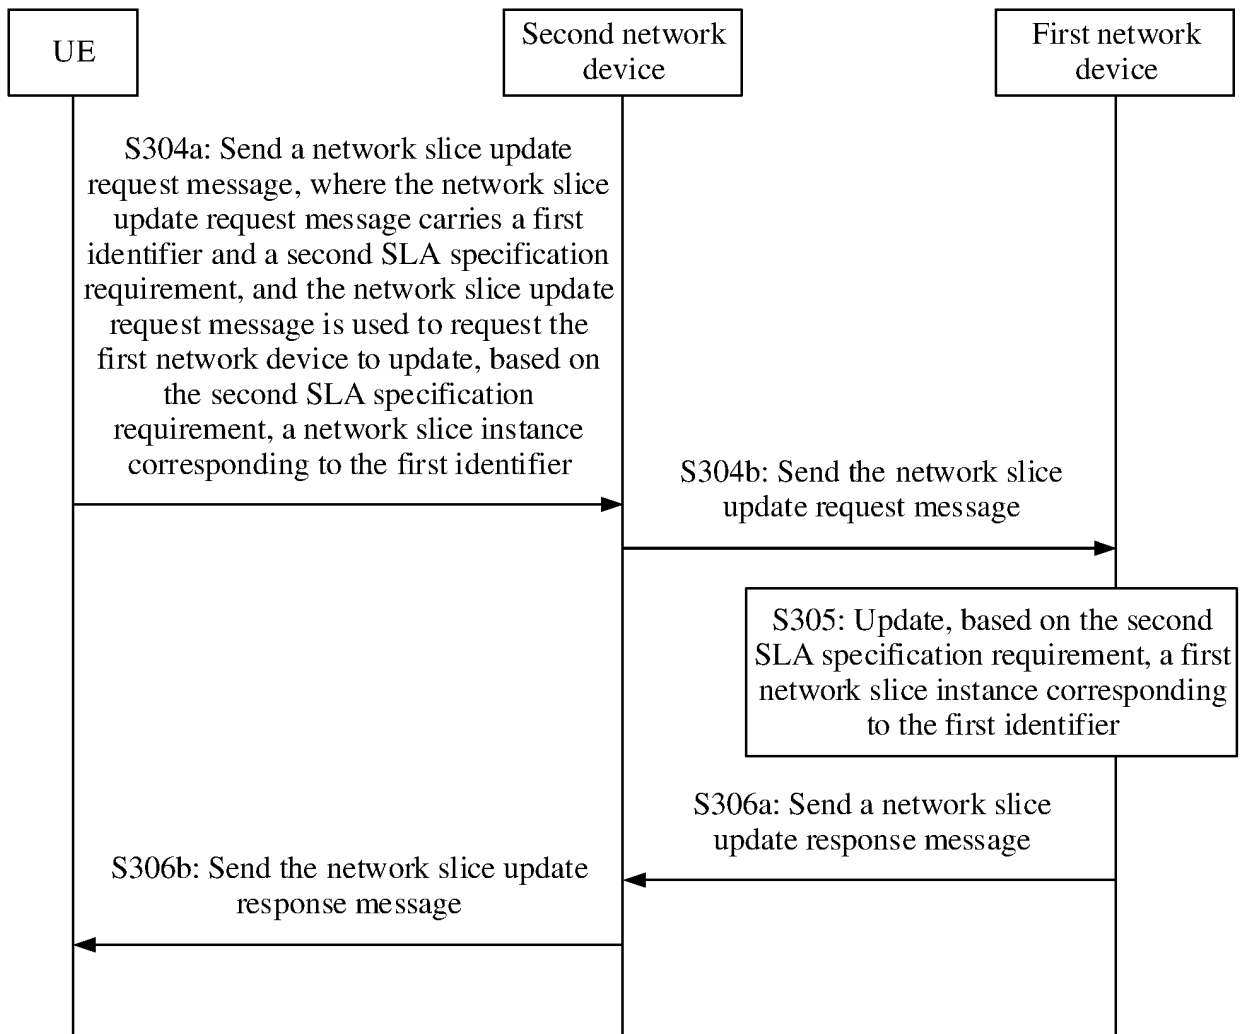 UE
Second network
device
First network
device
S304a: Send a network slice update
request message, where the network slice
update request message carries a first
identifier and a second SLA specification
requirement, and the network slice update
request message is used to request the
first network device to update, based on
the second SLA specification
requirement, a network slice instance
corresponding to the first identifier
S304b: Send the network slice
update request message
S305: Update, based on the second
SLA specification requirement, a first
network slice instance corresponding
to the first identifier
S306a: Send a network slice
update response message
S306b: Send the network slice update
response message